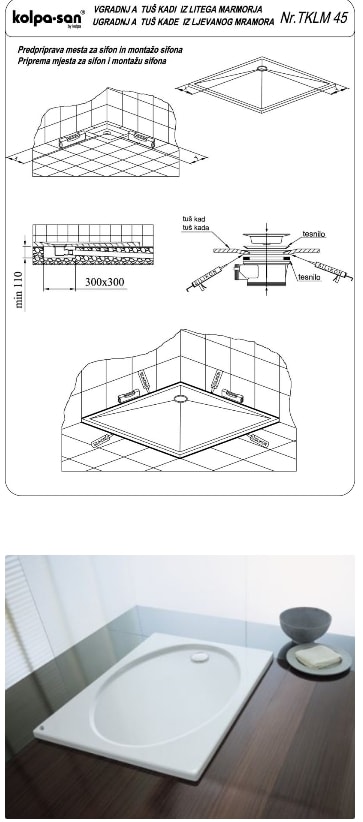 kolpa-san®
by kolpa
VGRADNJA TUŠ KADI IZ LITEGA MARMORJA
UGRADNJA TUŠ KADE IZ LJEVANOG MRAMORA
Nr.TKLM 45
Predpriprava mesta za sifon in montažo sifona
Priprema mjesta za sifon i montažu sifona
tuš kad
tuš kada
tesnilo
min 110
300x300
tesnilo